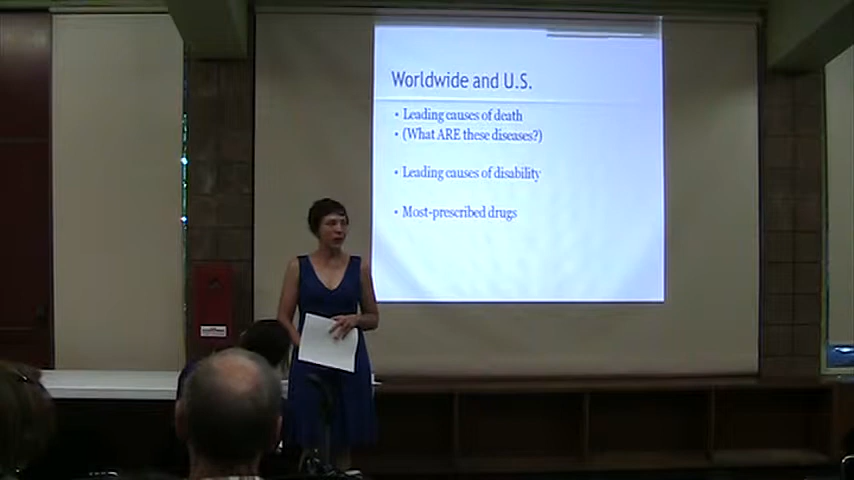 Worldwide and U.S.
• Leading causes of death
• (What ARE these diseases?)
• Leading causes of disability
• Most-prescribed drugs